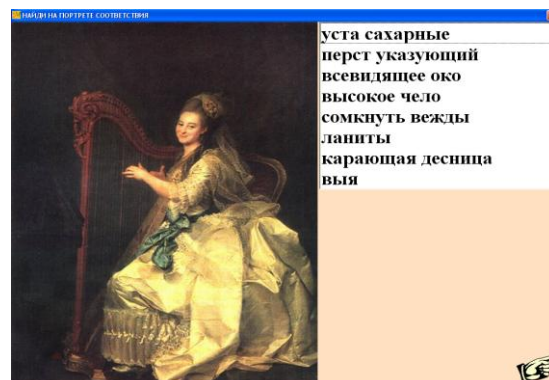 НАЙДИ НА ПОРТРЕТЕ СООТВЕТСТВИЯ
уста сахарные
перст указующий
всевидящее око
высокое чело
сомкнуть вежды
ланиты
карающая десница
выя